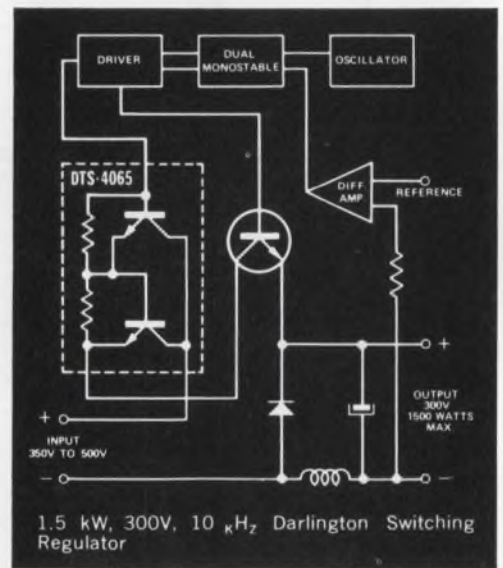 DRIVER
DUAL
MONOSTABLE
OSCILLATOR
DTS-4065
DIFF.
AMP
REFERENCE
+
+
INPUT
350V TO 500V
−
OUTPUT
300V
1500 WATTS
MAX
−
1.5 kW, 300V, 10 KHZ Darlington Switching
Regulator